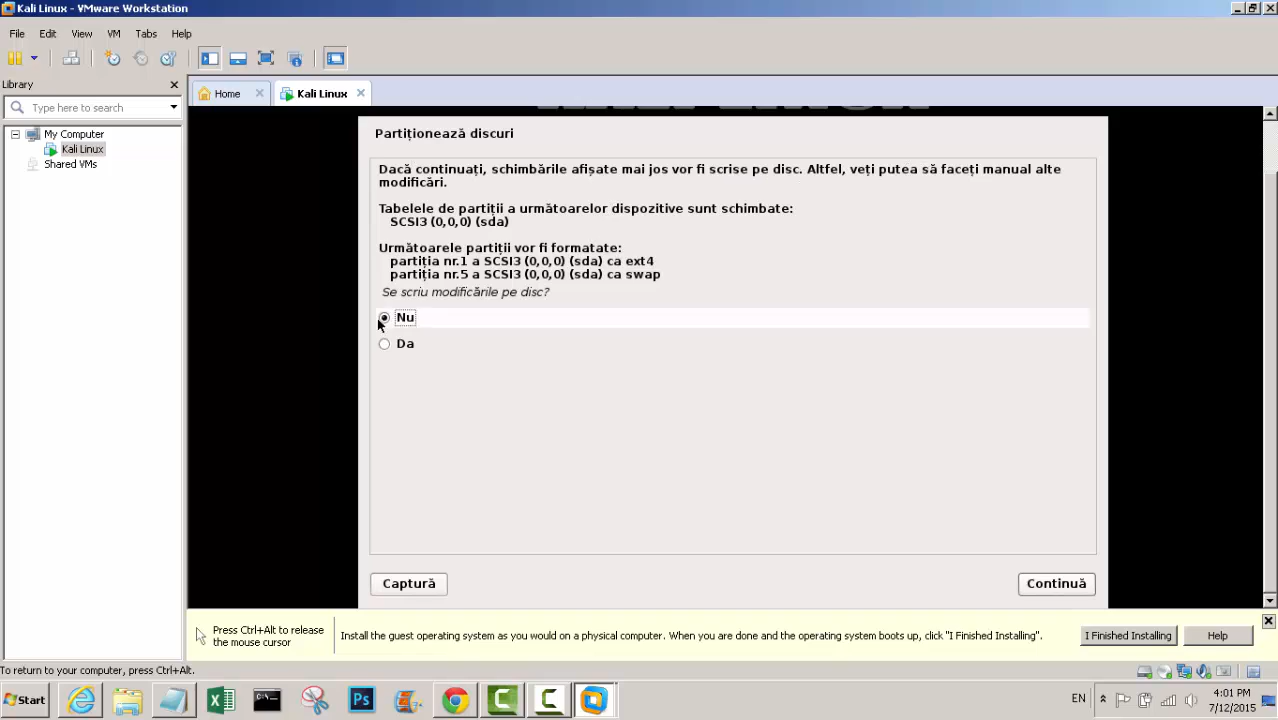 Kali Linux - VMware Workstation
File Edit View VM Tabs Help
Library
Type here to search
Home
Kali Linux
My Computer
Kali Linux
Shared VMs
Partiționează discuri
Dacă continuați, schimbările afișate mai jos vor fi scrise pe disc. Altfel, veți putea să faceți manual alte
modificări.
Tabelele de partiții a următoarelor dispozitive sunt schimbate:
SCSI3 (0,0,0) (sda)
Următoarele partiții vor fi formatate:
partiția nr.1 a SCSI3 (0,0,0) (sda) ca ext4
partiția nr.5 a SCSI3 (0,0,0) (sda) ca swap
Se scriu modificările pe disc?
Nu
Da
Captură
Continuă
Press Ctrl+Alt to release
the mouse cursor
Install the guest operating system as you would on a physical computer. When you are done and the operating system boots up, click "I Finished Installing".
I Finished Installing
Help
To return to your computer, press Ctrl+Alt.
Start
Ps
EN
4:01 PM
7/12/2015